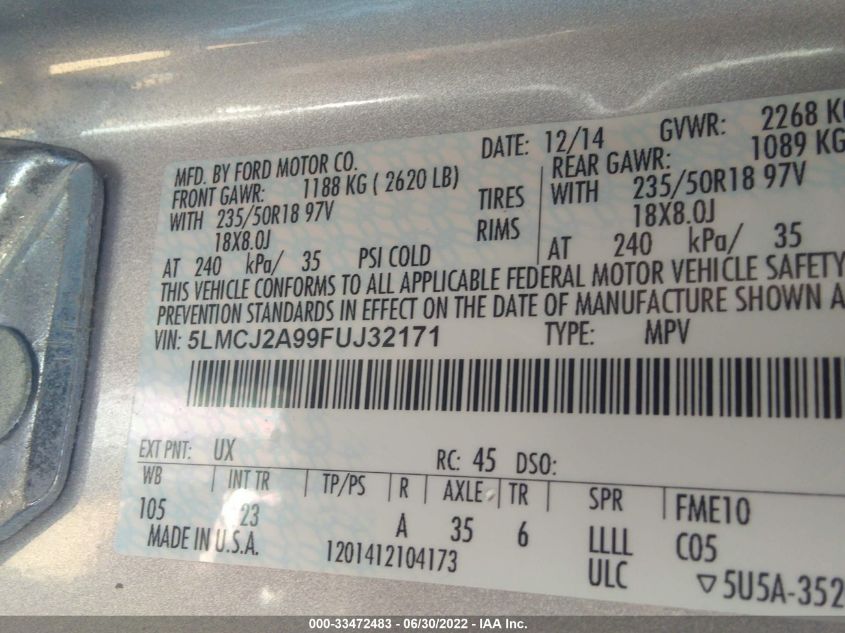 MFD. BY FORD MOTOR CO.
DATE: 12/14 GVWR: 2268 KG
FRONT GAWR: 1188 KG ( 2620 LB)
REAR GAWR: 1089 KG
WITH 235/50R18 97V TIRES WITH 235/50R18 97V
18X8.0J RIMS 18X8.0J
AT 240 kPa/ 35 PSI COLD AT 240 kPa/ 35
THIS VEHICLE CONFORMS TO ALL APPLICABLE FEDERAL MOTOR VEHICLE SAFETY
PREVENTION STANDARDS IN EFFECT ON THE DATE OF MANUFACTURE SHOWN A
VIN: 5LMCJ2A99FUJ32171 TYPE: MPV
EXT PNT: UX RC: 45 DSO:
WB INT TR TP/PS R AXLE TR SPR FME10
105 23 A 35 6 LLLL C05
MADE IN U.S.A. 1201412104173 ULC ▽5U5A-352
000-33472483 - 06/30/2022 - IAA Inc.